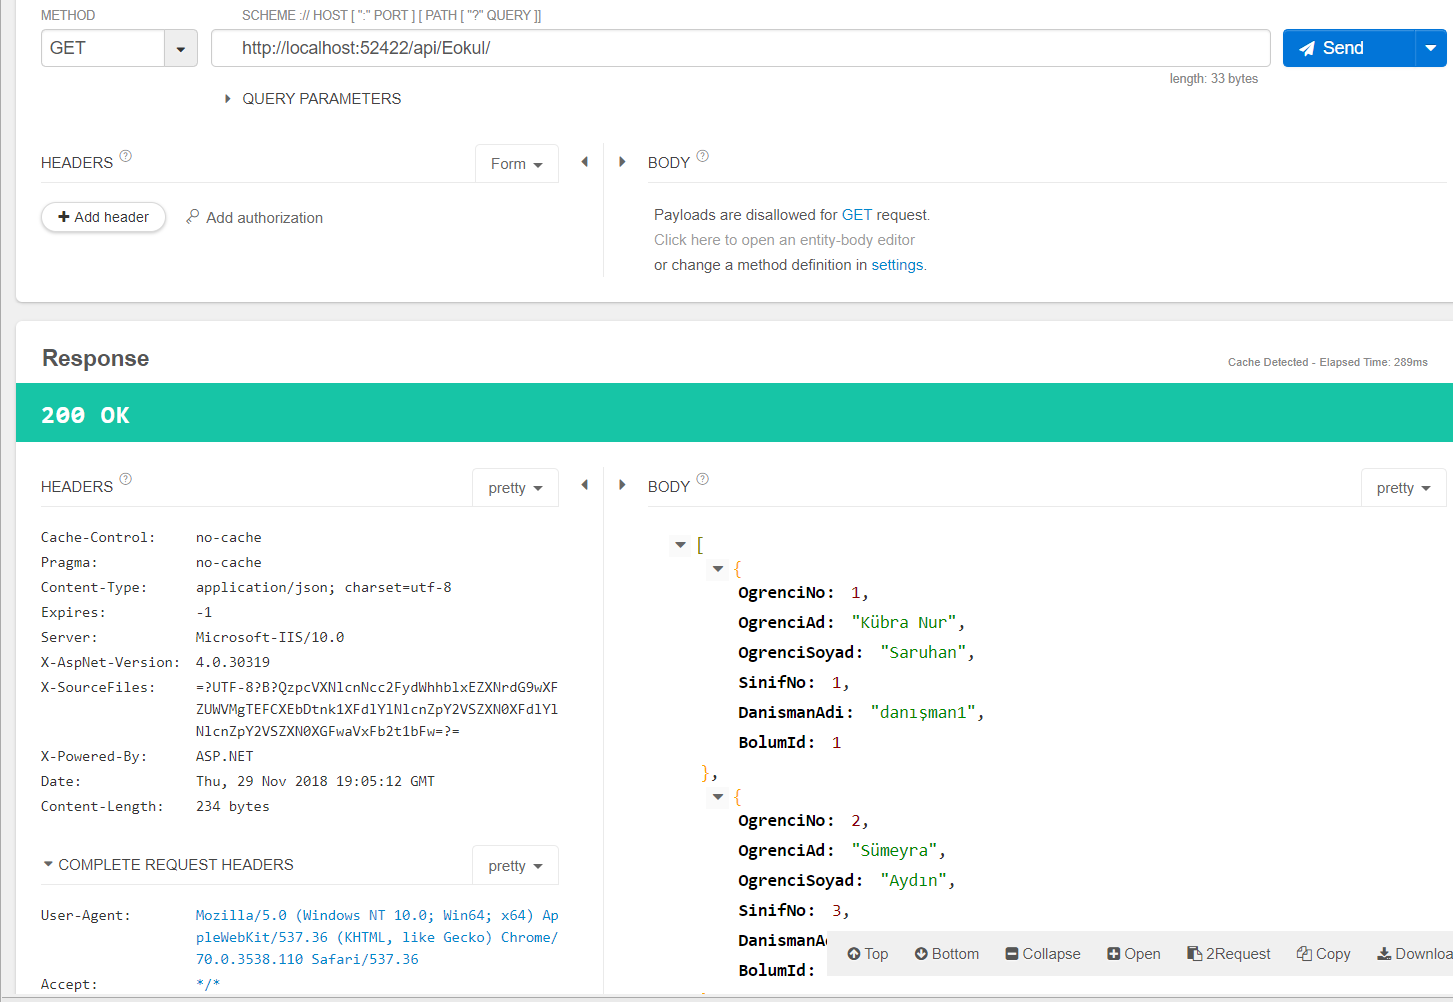 METHOD
SCHEME :// HOST [ ":" PORT ] [ PATH [ "?" QUERY ]]
GET
http://localhost:52422/api/Eokul/
Send
length: 33 bytes
QUERY PARAMETERS
HEADERS ?
Form
BODY ?
Add header
Add authorization
Payloads are disallowed for GET request.
Click here to open an entity-body editor
or change a method definition in settings.
Response
Cache Detected - Elapsed Time: 289ms
200 OK
HEADERS ?
pretty
BODY ?
pretty
Cache-Control: no-cache
Pragma: no-cache
Content-Type: application/json; charset=utf-8
Expires: -1
Server: Microsoft-IIS/10.0
X-AspNet-Version: 4.0.30319
X-SourceFiles: =?UTF-8?B?QzpcVXNlcnNcc2FydWhhblxEZXNrdG9wXF
ZUWVMgTEFCXEbDtnk1XFdlYlNlcnZpY2VSZXN0XFdlYl
NlcnZpY2VSZXN0XGFwaVxFb2t1bFw=?=
X-Powered-By: ASP.NET
Date: Thu, 29 Nov 2018 19:05:12 GMT
Content-Length: 234 bytes
COMPLETE REQUEST HEADERS
pretty
User-Agent: Mozilla/5.0 (Windows NT 10.0; Win64; x64) Ap
pleWebKit/537.36 (KHTML, like Gecko) Chrome/
70.0.3538.110 Safari/537.36
Accept: */*
[
{
OgrenciNo: 1,
OgrenciAd: "Kübra Nur",
OgrenciSoyad: "Saruhan",
SinifNo: 1,
DanismanAdi: "danışman1",
BolumId: 1
},
{
OgrenciNo: 2,
OgrenciAd: "Sümeyra",
OgrenciSoyad: "Aydın",
SinifNo: 3,
DanismanA
BolumId:
Top Bottom Collapse Open 2Request Copy Downloa